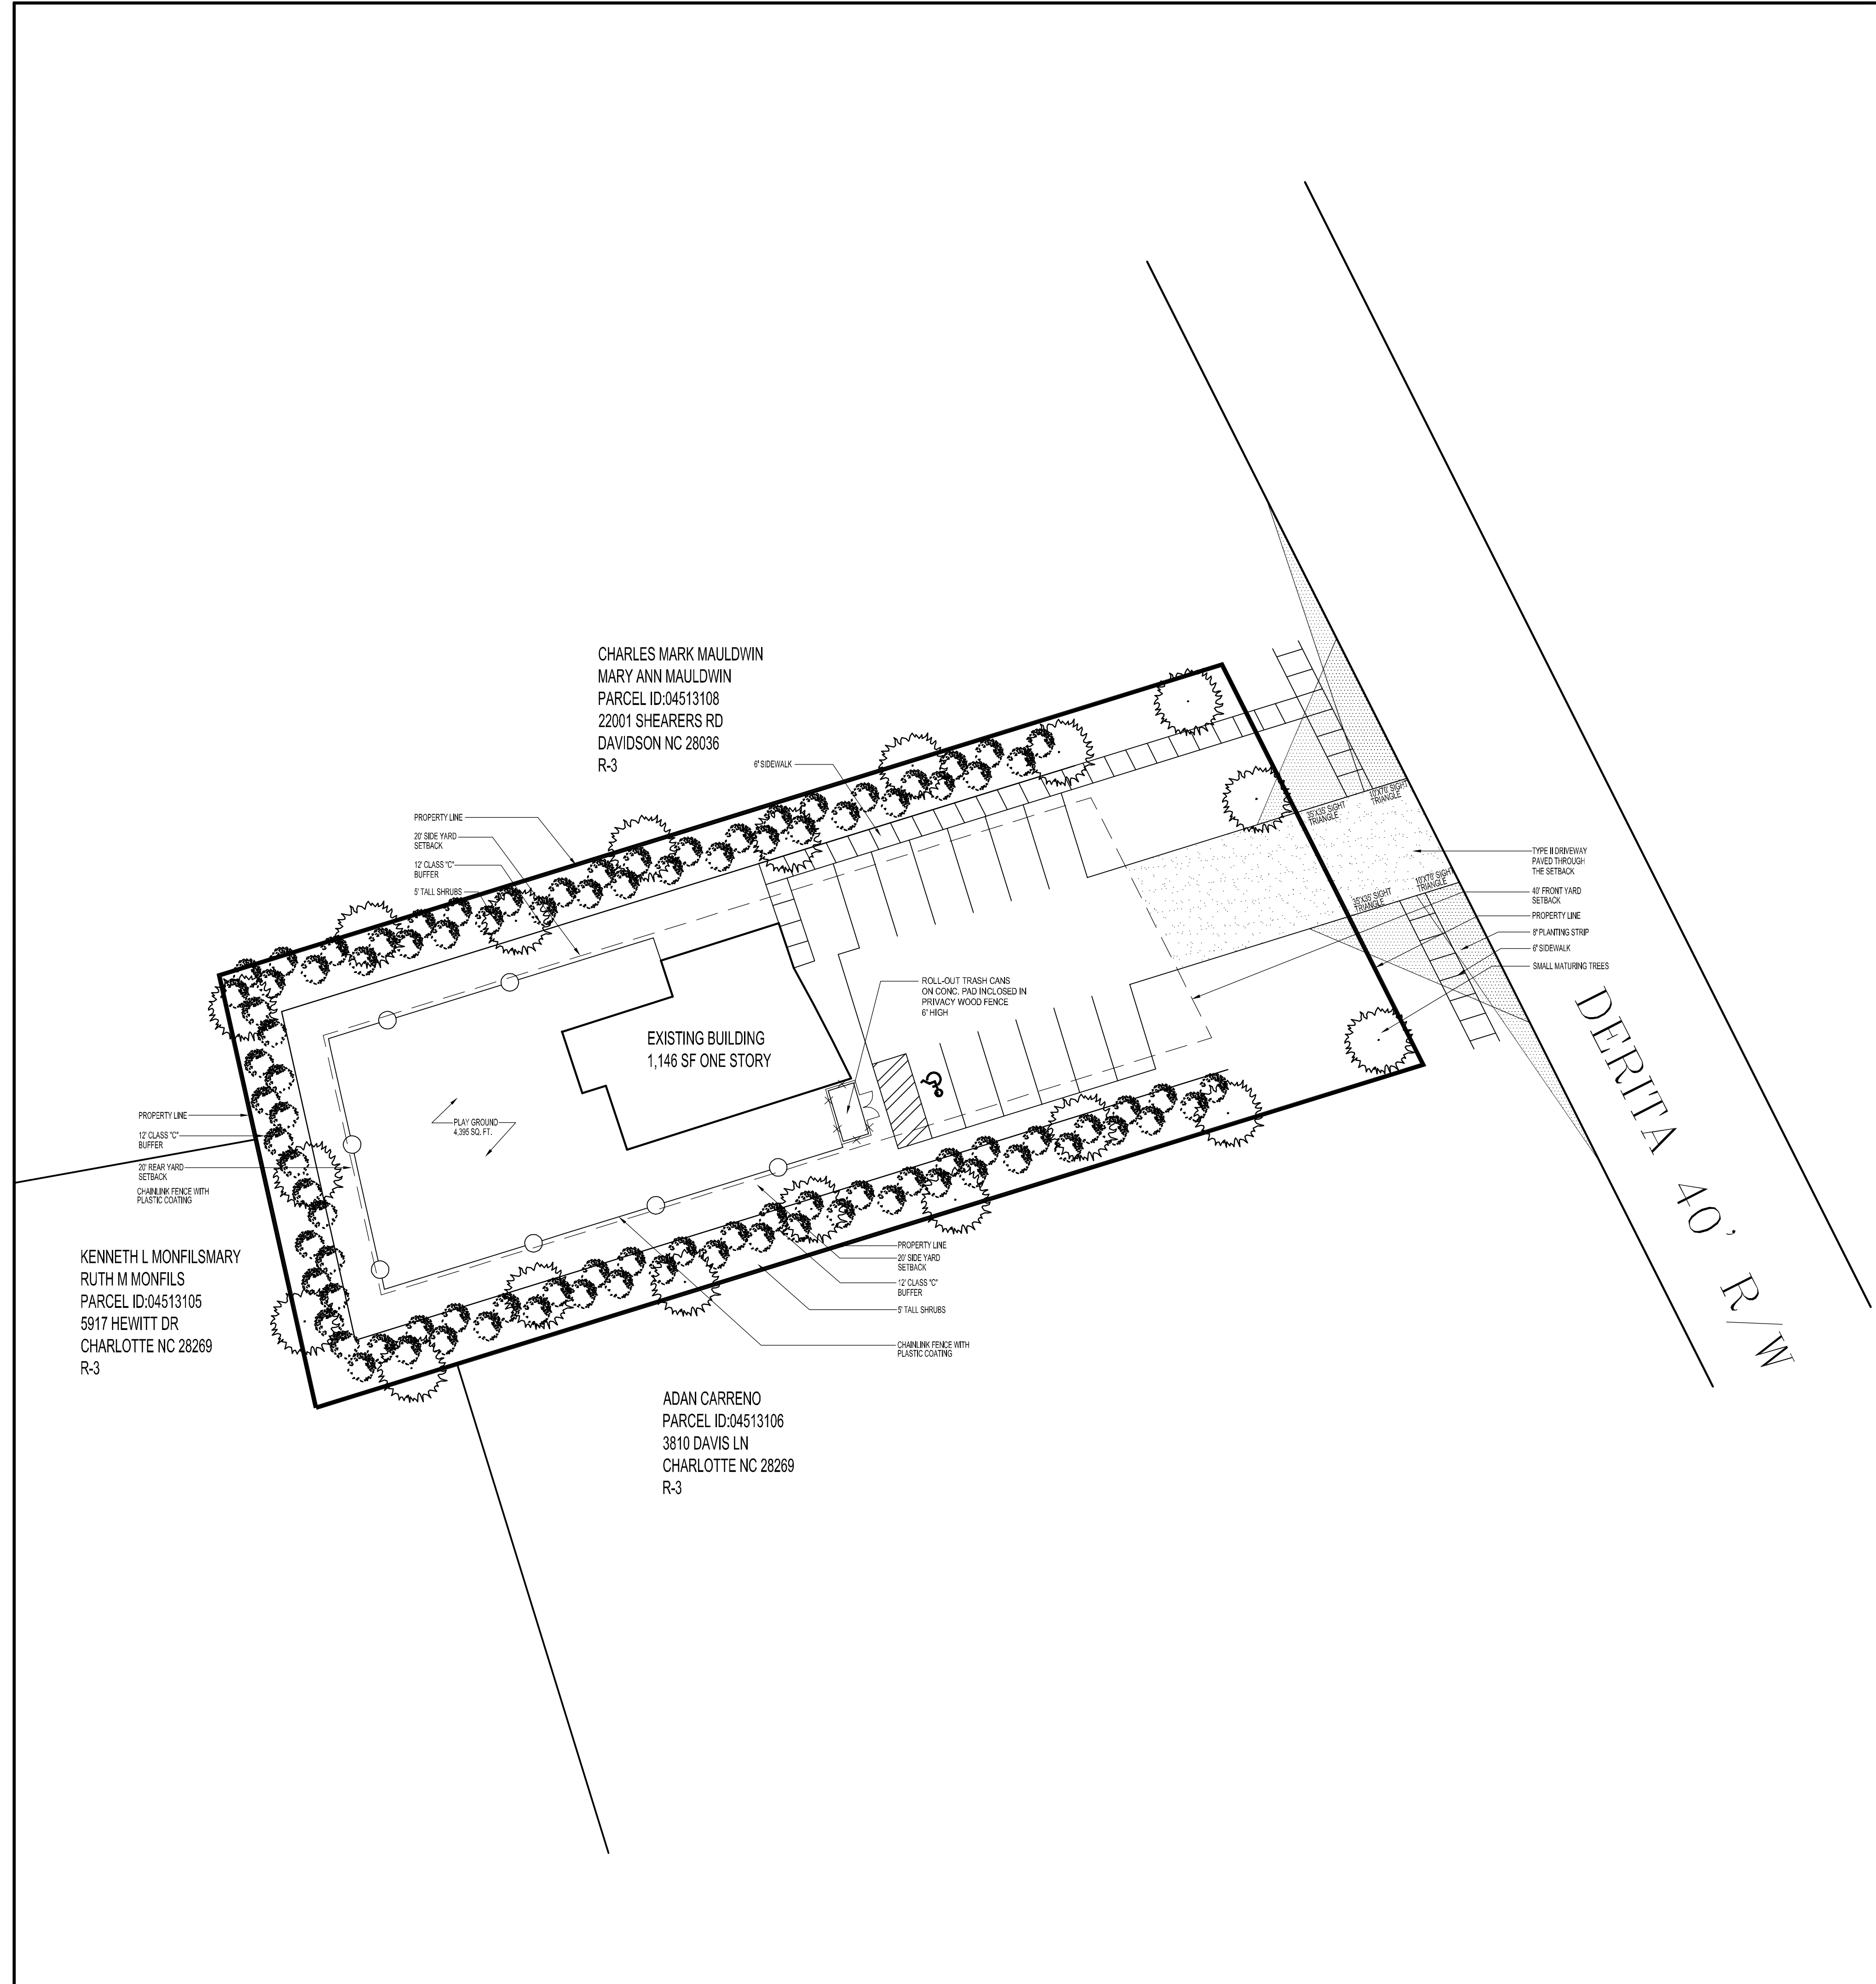 CHARLES MARK MAULDWIN
MARY ANN MAULDWIN
PARCEL ID:04513108
22001 SHEARERS RD
DAVIDSON NC 28036
R-3
6' SIDEWALK
PROPERTY LINE
20' SIDE YARD
SETBACK
12' CLASS "C"
BUFFER
5' TALL SHRUBS
35'X35' SIGHT
TRIANGLE
10'X70' SIGHT
TRIANGLE
35'X35' SIGHT
TRIANGLE
10'X70' SIGHT
TRIANGLE
TYPE II DRIVEWAY
PAVED THROUGH
THE SETBACK
40' FRONT YARD
SETBACK
PROPERTY LINE
8' PLANTING STRIP
6' SIDEWALK
SMALL MATURING TREES
ROLL-OUT TRASH CANS
ON CONC. PAD INCLOSED IN
PRIVACY WOOD FENCE
6' HIGH
EXISTING BUILDING
1,146 SF ONE STORY
PLAY GROUND
4,395 SQ. FT.
PROPERTY LINE
12' CLASS "C"
BUFFER
20' REAR YARD
SETBACK
CHAINLINK FENCE WITH
PLASTIC COATING
KENNETH L MONFILSMARY
RUTH M MONFILS
PARCEL ID:04513105
5917 HEWITT DR
CHARLOTTE NC 28269
R-3
PROPERTY LINE
20' SIDE YARD
SETBACK
12' CLASS "C"
BUFFER
5' TALL SHRUBS
CHAINLINK FENCE WITH
PLASTIC COATING
ADAN CARRENO
PARCEL ID:04513106
3810 DAVIS LN
CHARLOTTE NC 28269
R-3
DERITA 40' R/W